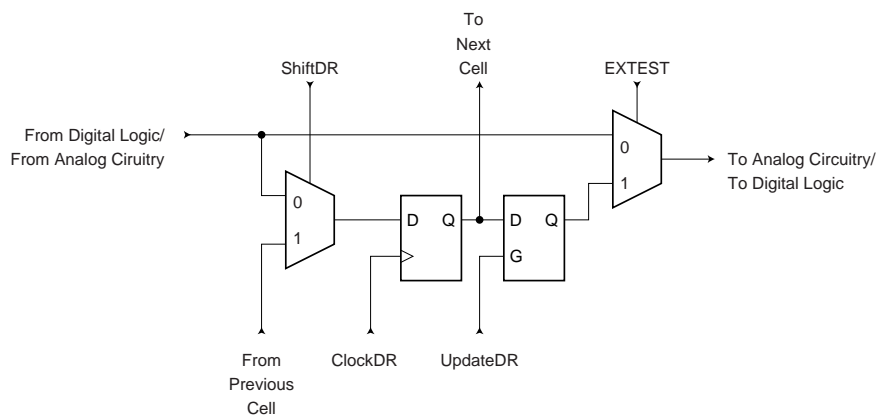 To
Next
Cell
ShiftDR
EXTEST
From Digital Logic/
From Analog Ciruitry
0
1
0
1
To Analog Circuitry/
To Digital Logic
D Q
D Q
G
From
Previous
Cell
ClockDR
UpdateDR